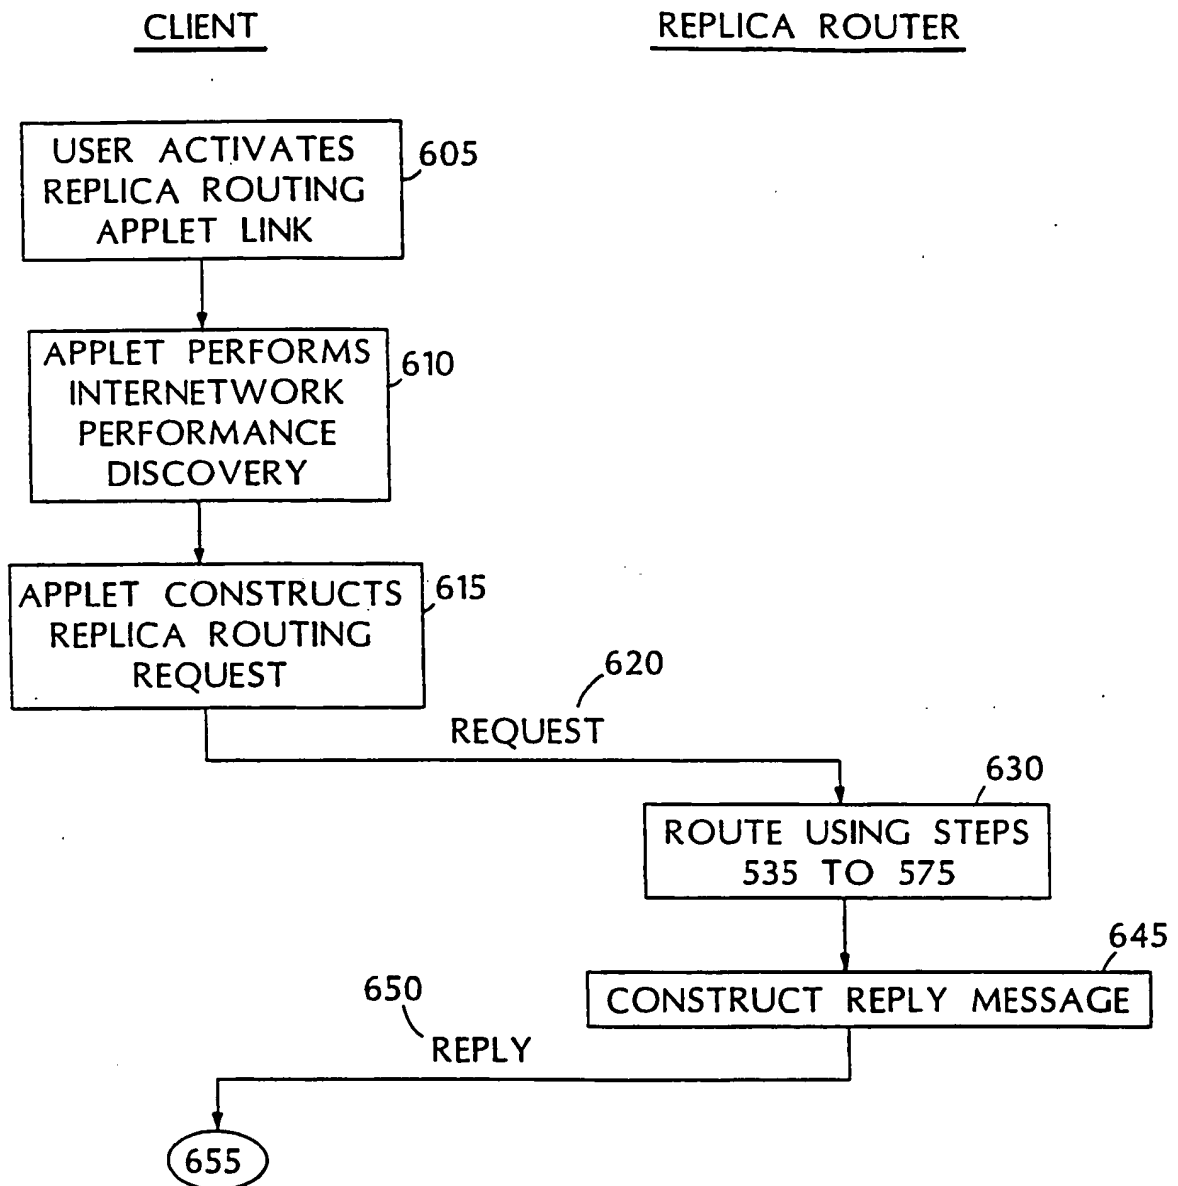 CLIENT
REPLICA ROUTER
USER ACTIVATES
REPLICA ROUTING
APPLET LINK
605
APPLET PERFORMS
INTERNETWORK
PERFORMANCE
DISCOVERY
610
APPLET CONSTRUCTS
REPLICA ROUTING
REQUEST
615
620
REQUEST
630
ROUTE USING STEPS
535 TO 575
645
CONSTRUCT REPLY MESSAGE
650
REPLY
655